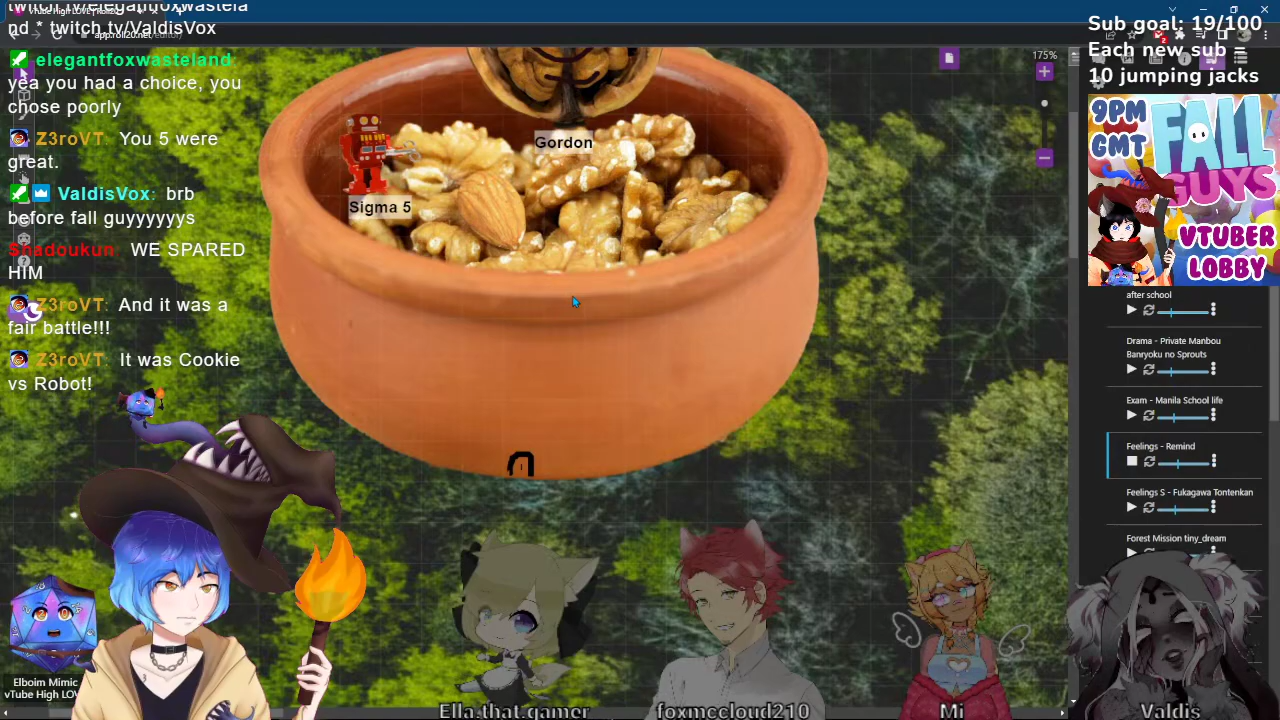 twitch.tv/elegantfoxwastela
nd * twitch.tv/ValdisVox
elegantfoxwasteland:
yea you had a choice, you
chose poorly
Z3roVT: You 5 were
great.
ValdisVox: brb
before fall guyyyyys
Shadoukun WE SPARED
HIM
Z3roVT: And it was a
fair battle!!!
Z3roVT: It was Cookie
vs Robot!
Elboim Mimic
vTube High LOV
Gordon
Sigma 5
175%
Sub goal: 19/100
Each new sub =
10 jumping jacks
9PM
GMT
FALL
GUYS
VTUBER
LOBBY
after school
Drama - Private Manbou
Banryoku no Sprouts
Exam - Manila School life
Feelings - Remind
Feelings S - Fukagawa Tontenkan
Forest Mission tiny_dream
Ella.that.gamer
foxmccloud210
Mi
Valdis